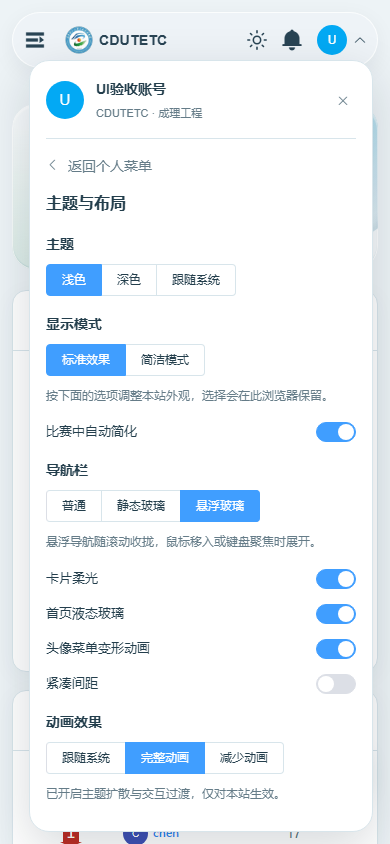 CDUTETC
U
U
UI验收账号
CDUTETC · 成理工程
返回个人菜单
主题与布局
主题
浅色 深色 跟随系统
显示模式
标准效果 简洁模式
按下面的选项调整本站外观，选择会在此浏览器保留。
比赛中自动简化
导航栏
普通 静态玻璃 悬浮玻璃
悬浮导航随滚动收拢，鼠标移入或键盘聚焦时展开。
卡片柔光
首页液态玻璃
头像菜单变形动画
紧凑间距
动画效果
跟随系统 完整动画 减少动画
已开启主题扩散与交互过渡，仅对本站生效。
1 C chen 17